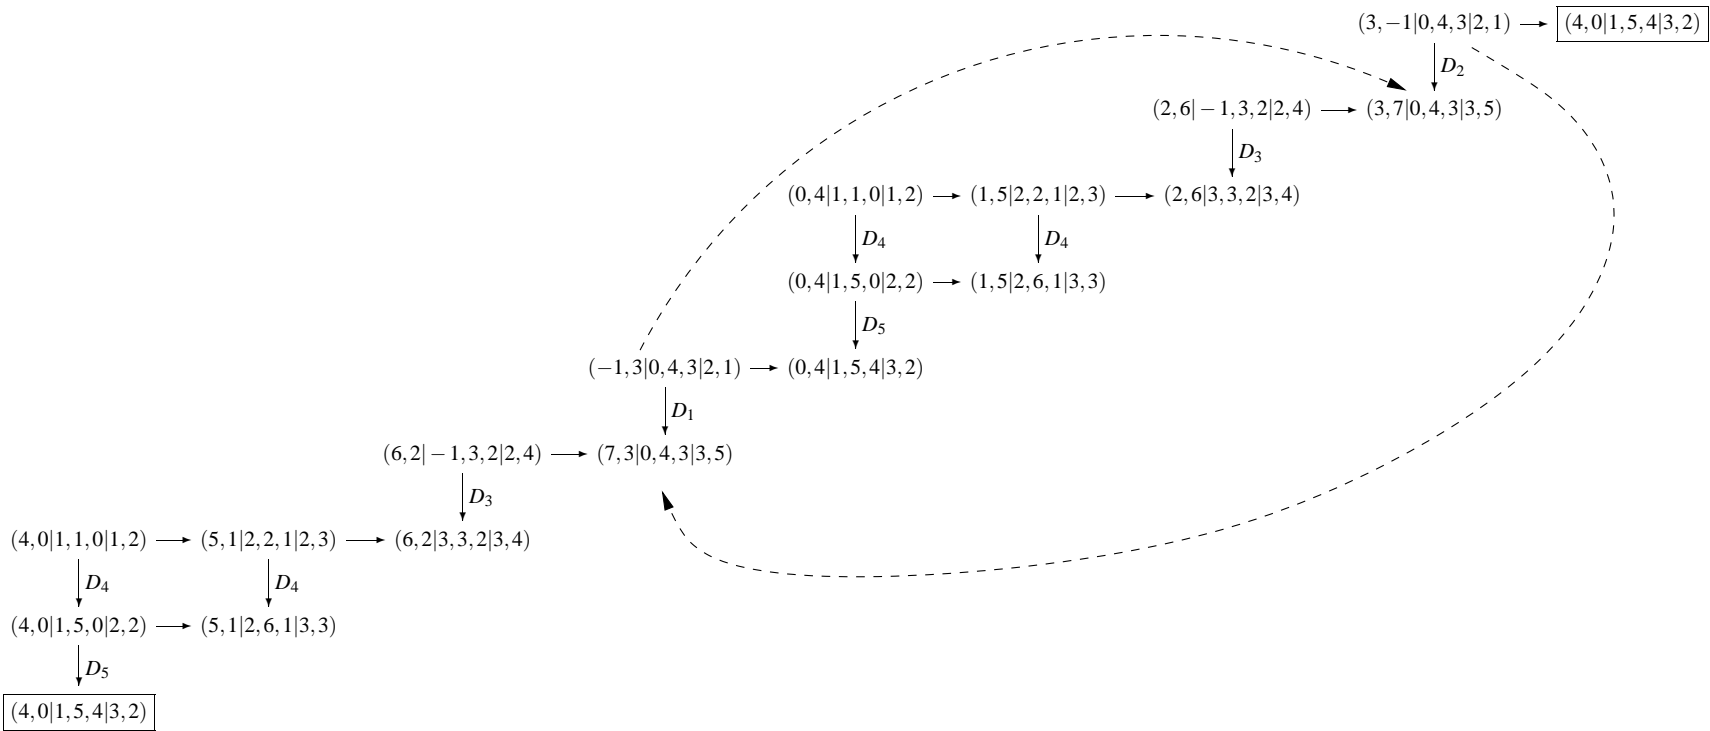 (3,−1|0,4,3|2,1) (4,0|1,5,4|3,2)
D₂
(2,6|−1,3,2|2,4) (3,7|0,4,3|3,5)
D₃
(0,4|1,1,0|1,2) (1,5|2,2,1|2,3) (2,6|3,3,2|3,4)
D₄ D₄
(0,4|1,5,0|2,2) (1,5|2,6,1|3,3)
D₅
(−1,3|0,4,3|2,1) (0,4|1,5,4|3,2)
D₁
(6,2|−1,3,2|2,4) (7,3|0,4,3|3,5)
D₃
(4,0|1,1,0|1,2) (5,1|2,2,1|2,3) (6,2|3,3,2|3,4)
D₄ D₄
(4,0|1,5,0|2,2) (5,1|2,6,1|3,3)
D₅
(4,0|1,5,4|3,2)